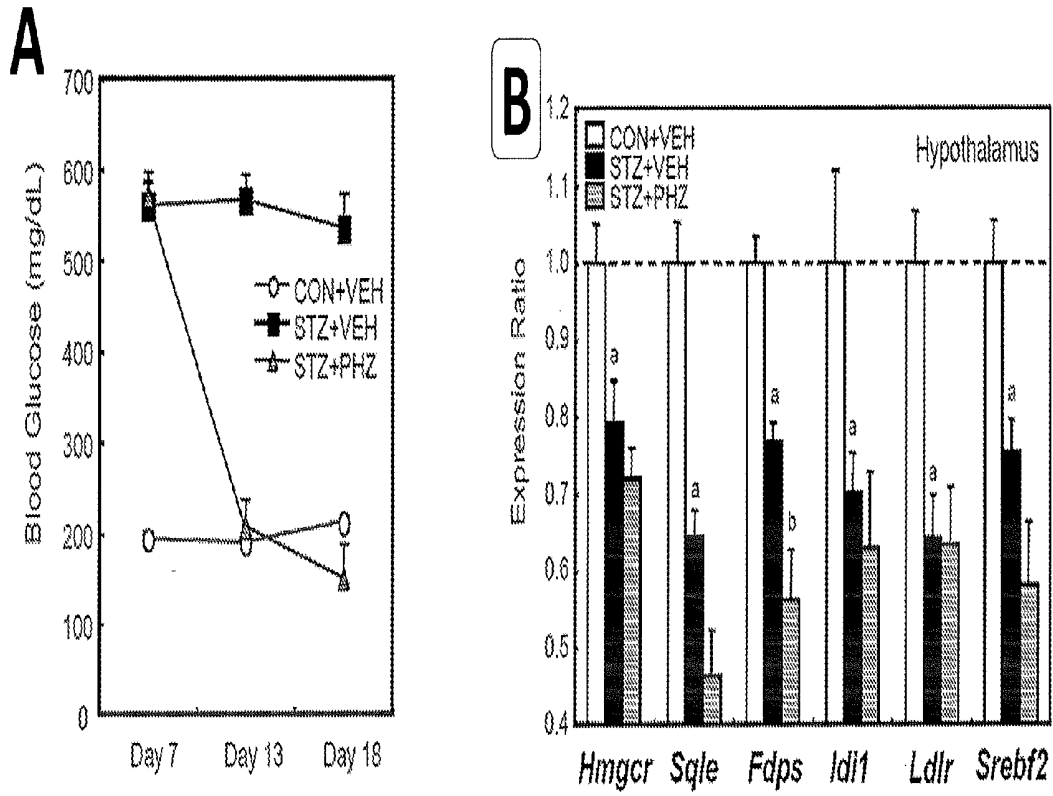 A
Blood Glucose (mg/dL)
700
600
500
400
300
200
100
0
CON+VEH
STZ+VEH
STZ+PHZ
Day 7 Day 13 Day 18
B
Expression Ratio
1.2
1.1
1.0
0.9
0.8
0.7
0.6
0.5
0.4
CON+VEH
STZ+VEH
STZ+PHZ
Hypothalamus
a
a
a
b
a
a
a
Hmgcr Sqle Fdps Idi1 Ldlr Srebf2